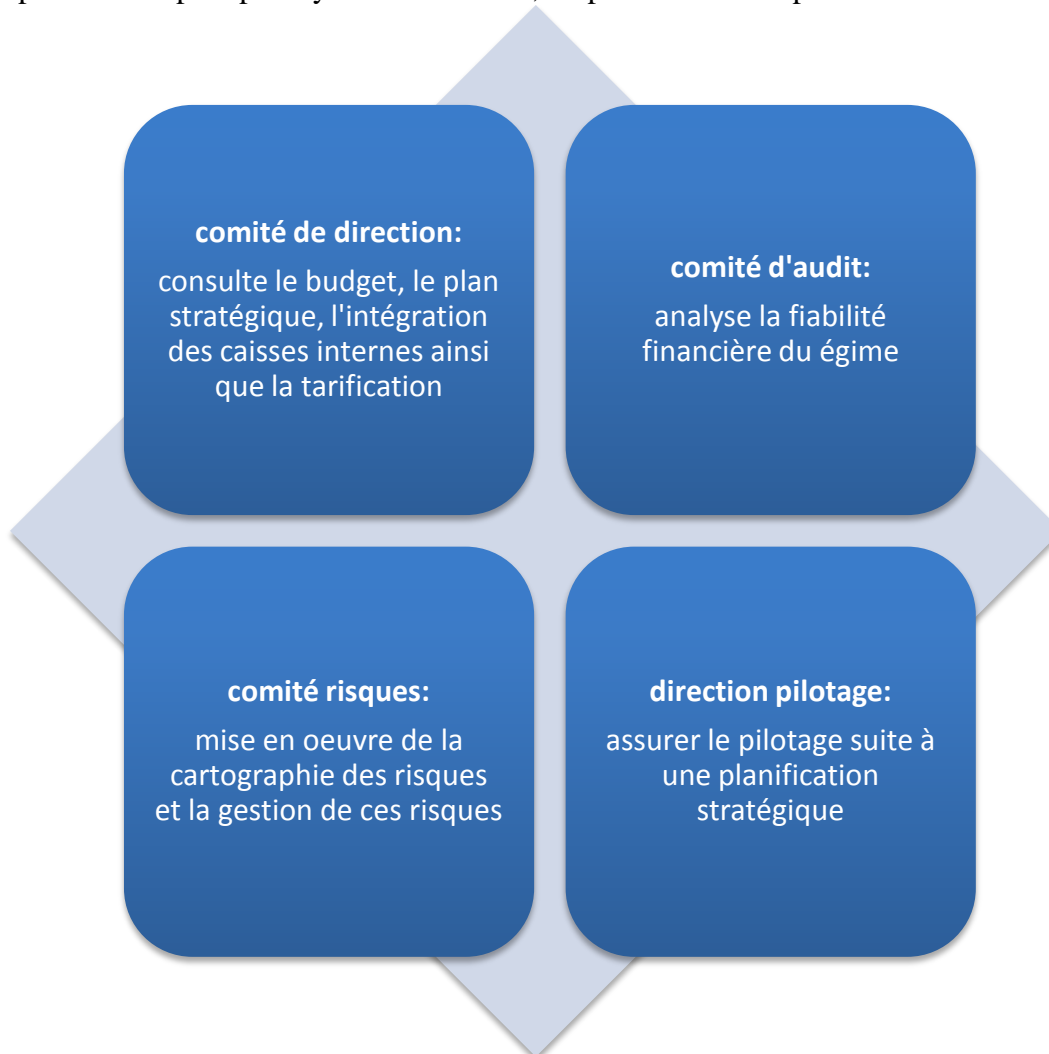 comité de direction:
consulte le budget, le plan
stratégique, l'intégration
des caisses internes ainsi
que la tarification
comité d'audit:
analyse la fiabilité
financière du égime
comité risques:
mise en oeuvre de la
cartographie des risques
et la gestion de ces risques
direction pilotage:
assurer le pilotage suite à
une planification
stratégique